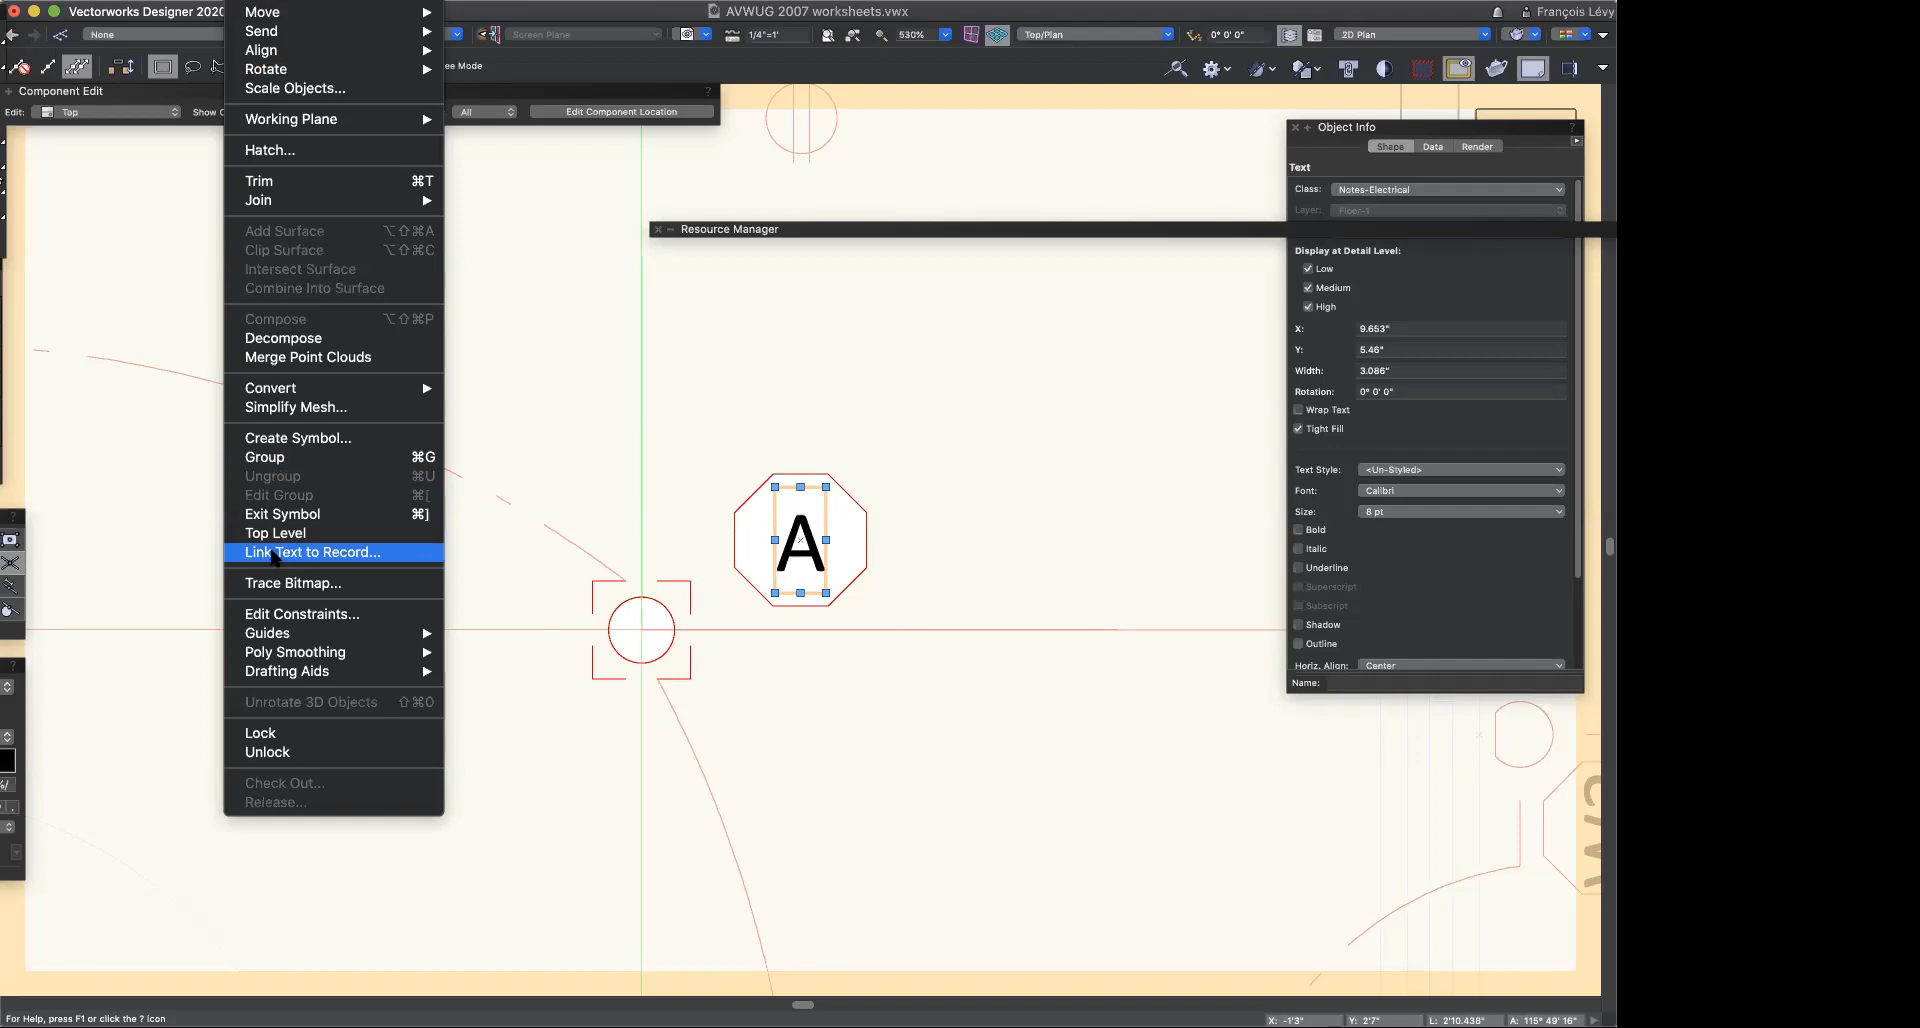 Vectorworks Designer 2020
AVWUG 2007 worksheets.vwx
François Lévy
None
Screen Plane
1/4"=1'
530%
Top/Plan
0° 0' 0"
2D Plan
ee Mode
Component Edit
Edit:
Top
Show C
All
Edit Component Location
Move
Send
Align
Rotate
Scale Objects...
Working Plane
Hatch...
Trim ⌘T
Join
Add Surface ⌥⇧⌘A
Clip Surface ⌥⇧⌘C
Intersect Surface
Combine Into Surface
Compose ⌥⇧⌘P
Decompose
Merge Point Clouds
Convert
Simplify Mesh...
Create Symbol...
Group ⌘G
Ungroup ⌘U
Edit Group ⌘[
Exit Symbol ⌘]
Top Level
Link Text to Record...
Trace Bitmap...
Edit Constraints...
Guides
Poly Smoothing
Drafting Aids
Unrotate 3D Objects ⇧⌘0
Lock
Unlock
Check Out...
Release...
Resource Manager
A
Object Info
Shape Data Render
Text
Class: Notes-Electrical
Layer: Floor-1
Display at Detail Level:
Low
Medium
High
X: 9.653"
Y: 5.46"
Width: 3.086"
Rotation: 0° 0' 0"
Wrap Text
Tight Fill
Text Style: <Un-Styled>
Font: Calibri
Size: 8 pt
Bold
Italic
Underline
Superscript
Subscript
Shadow
Outline
Horiz. Align: Center
Name:
For Help, press F1 or click the ? icon
X: -1'3" Y: 2'7" L: 2'10.438" A: 115° 49' 16"